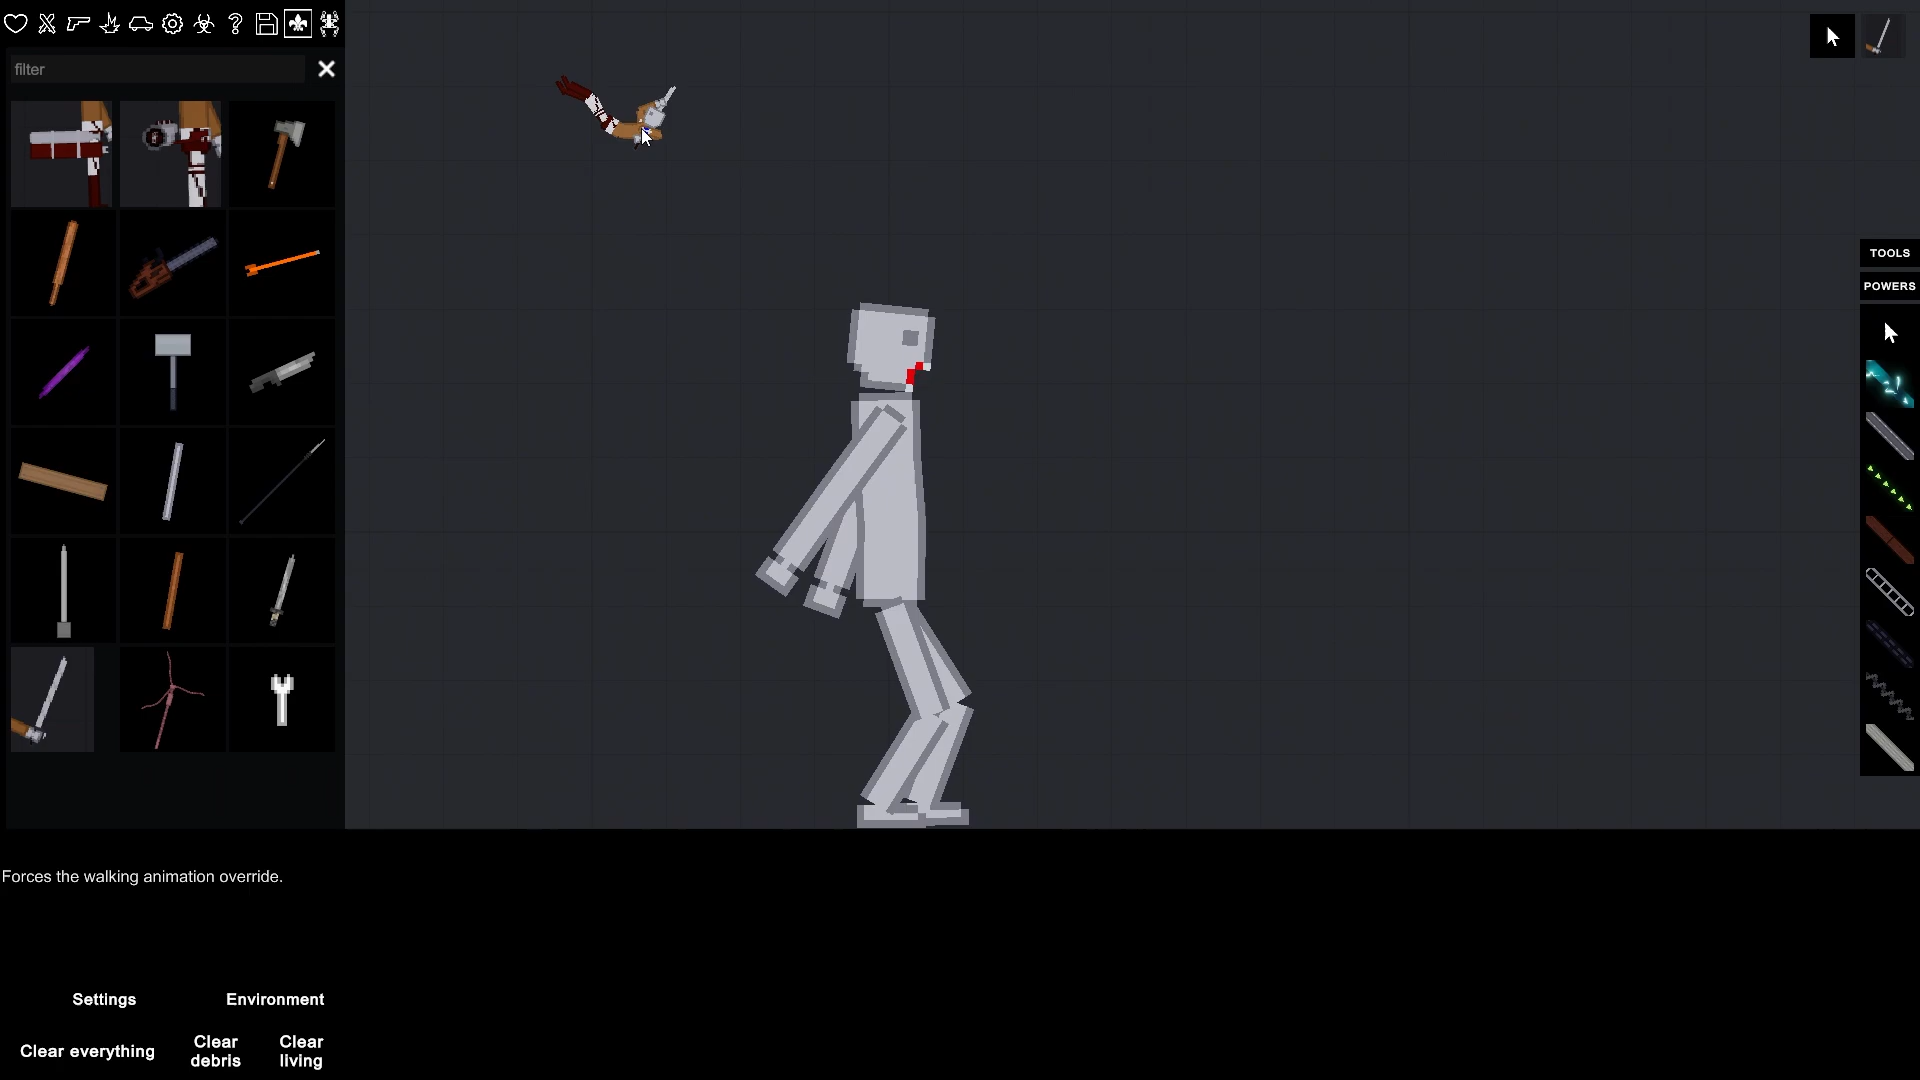 filter
TOOLS
POWERS
Forces the walking animation override.
Settings
Environment
Clear everything
Clear
debris
Clear
living